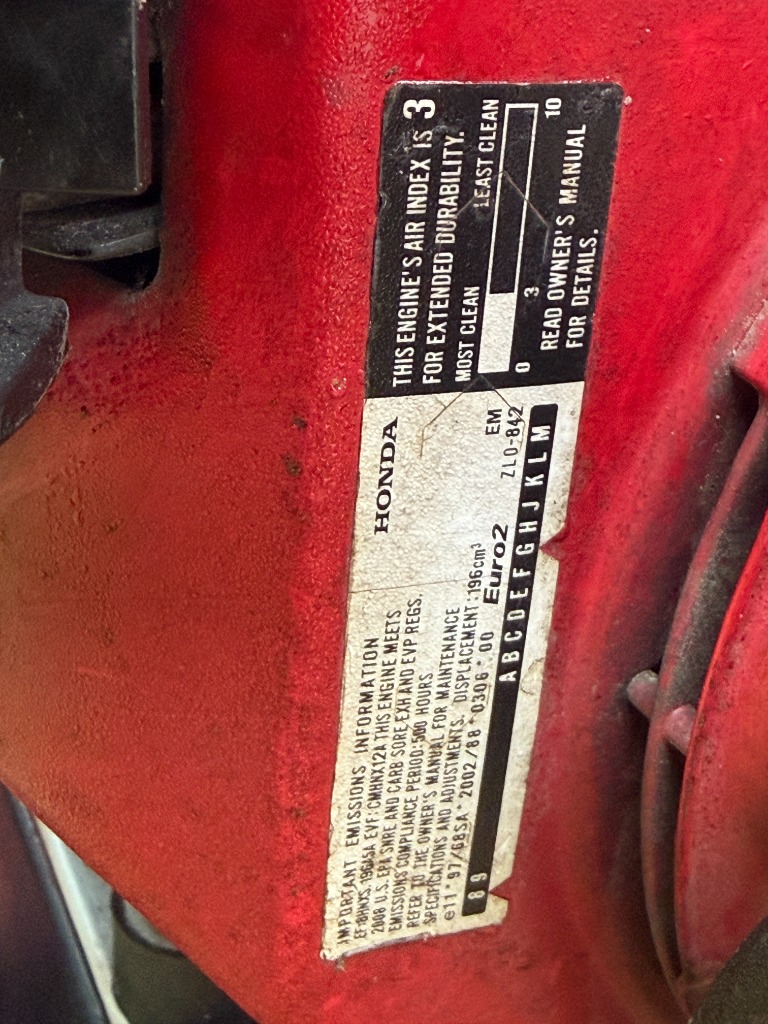 IMPORTANT EMISSIONS INFORMATION
EF:8HNXS.1961SA EVF:CMHNX12A THIS ENGINE MEETS
2008 U.S. EPA SNRE AND CARB SORE,EXH AND EVP REGS.
EMISSIONS COMPLIANCE PERIOD:500 HOURS
REFER TO THE OWNER'S MANUAL FOR MAINTENANCE
SPECIFICATIONS AND ADJUSTMENTS. DISPLACEMENT:196cm³
e11*97/68SA*2002/88*0306*00 Euro2
8 9 A B C D E F G H J K L M
HONDA
EM
ZL0-842
THIS ENGINE'S AIR INDEX IS 3
FOR EXTENDED DURABILITY.
MOST CLEAN LEAST CLEAN
0 3 10
READ OWNER'S MANUAL
FOR DETAILS.